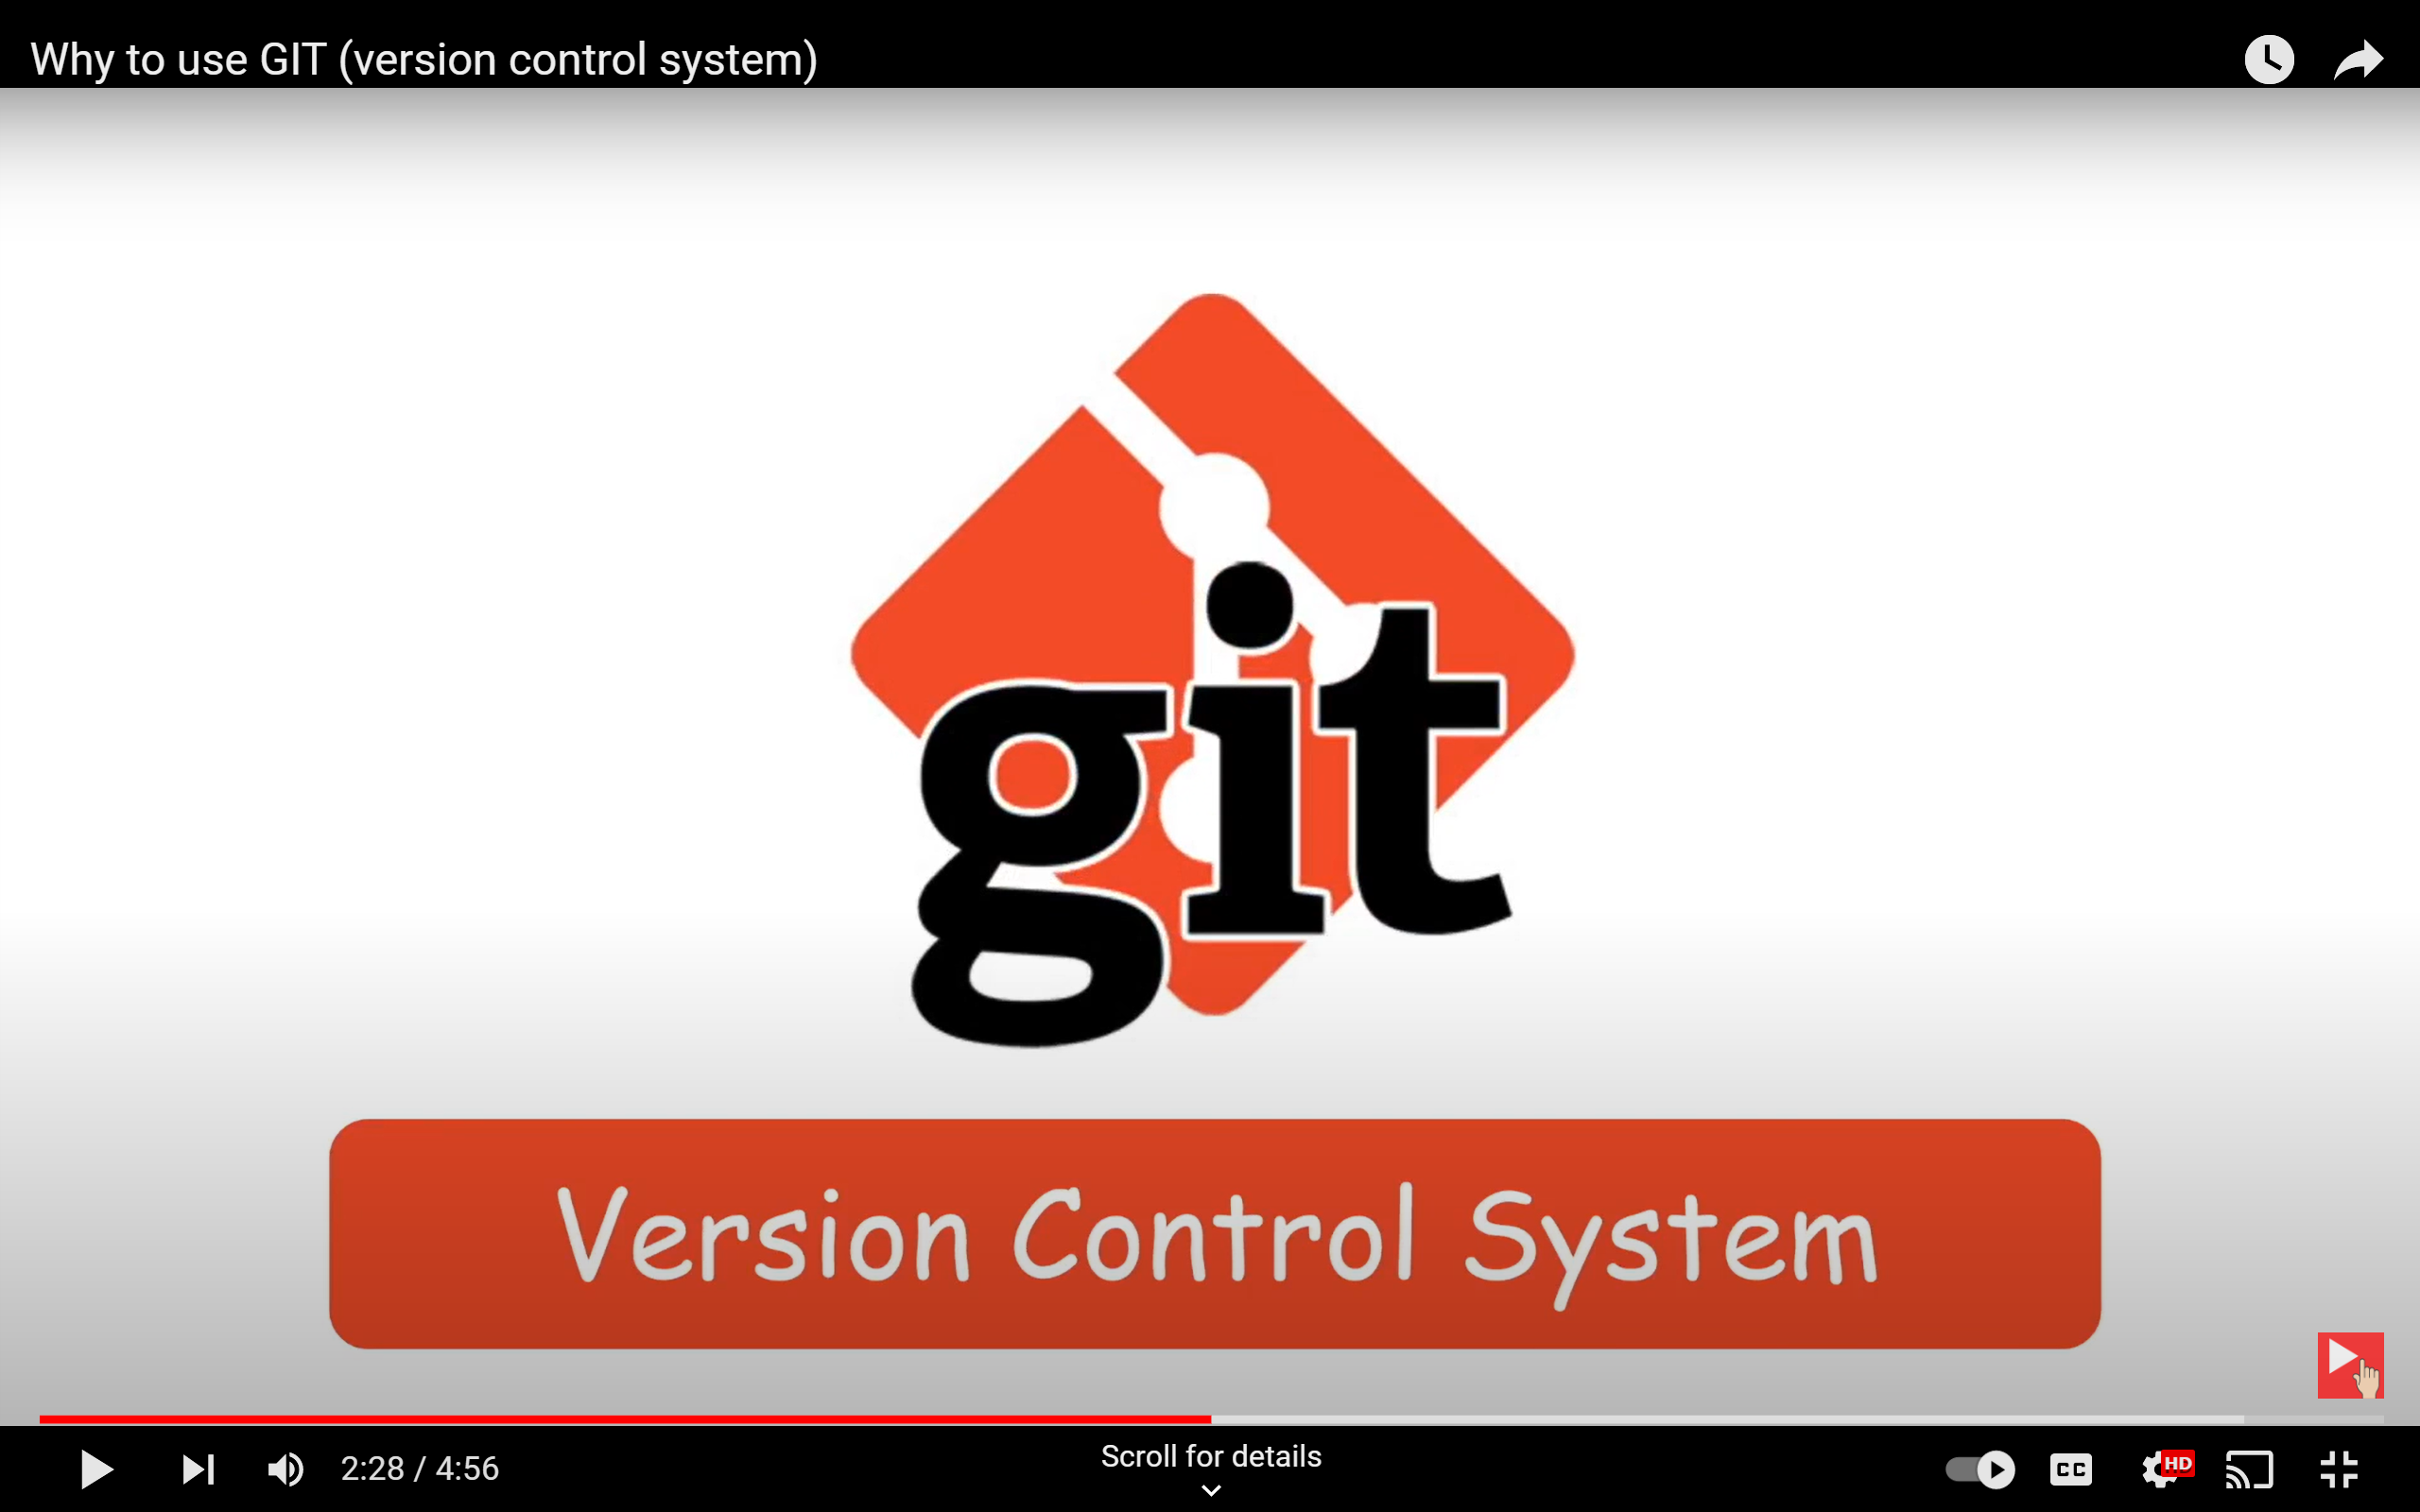 Why to use GIT (version control system)
git
Version Control System
2:28 / 4:56
Scroll for details
CC
HD